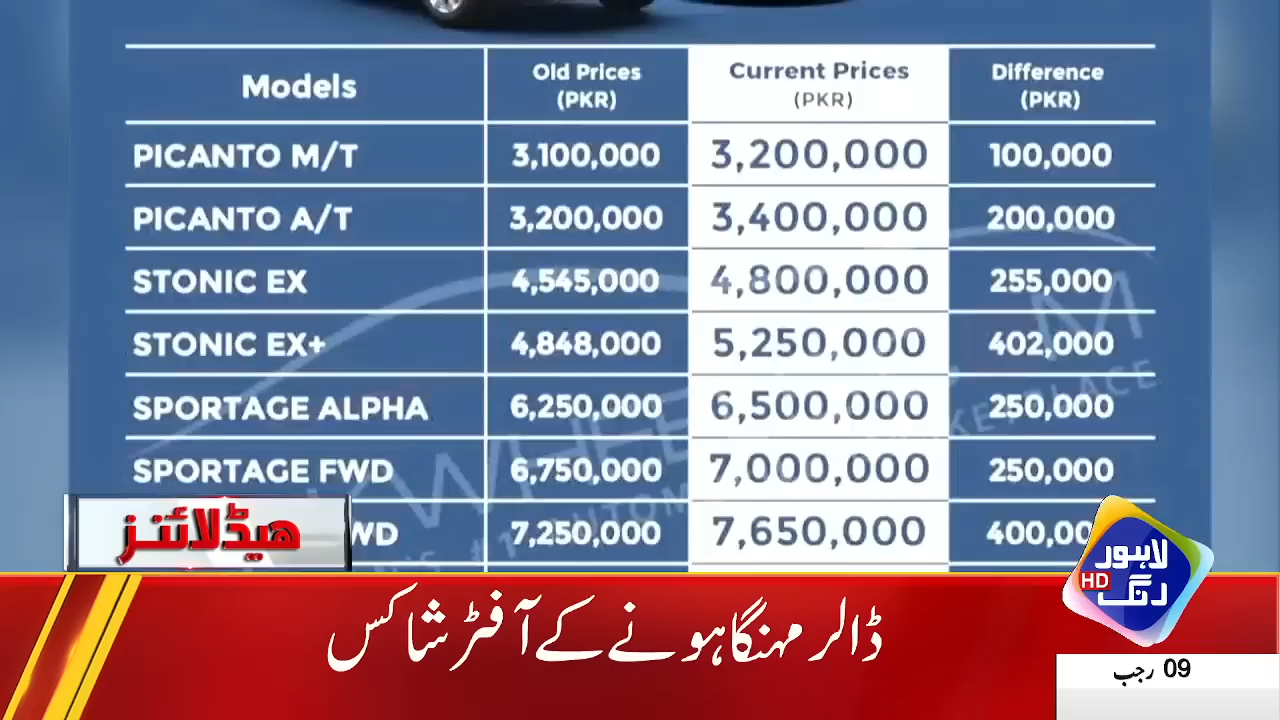 Models Old Prices (PKR) Current Prices (PKR) Difference (PKR)
PICANTO M/T 3,100,000 3,200,000 100,000
PICANTO A/T 3,200,000 3,400,000 200,000
STONIC EX 4,545,000 4,800,000 255,000
STONIC EX+ 4,848,000 5,250,000 402,000
SPORTAGE ALPHA 6,250,000 6,500,000 250,000
SPORTAGE FWD 6,750,000 7,000,000 250,000
WD 7,250,000 7,650,000 400,00
ہیڈلائنز
لاہور
رنگ HD
ڈالر مہنگا ہونے کے آفٹر شاکس
09 رجب